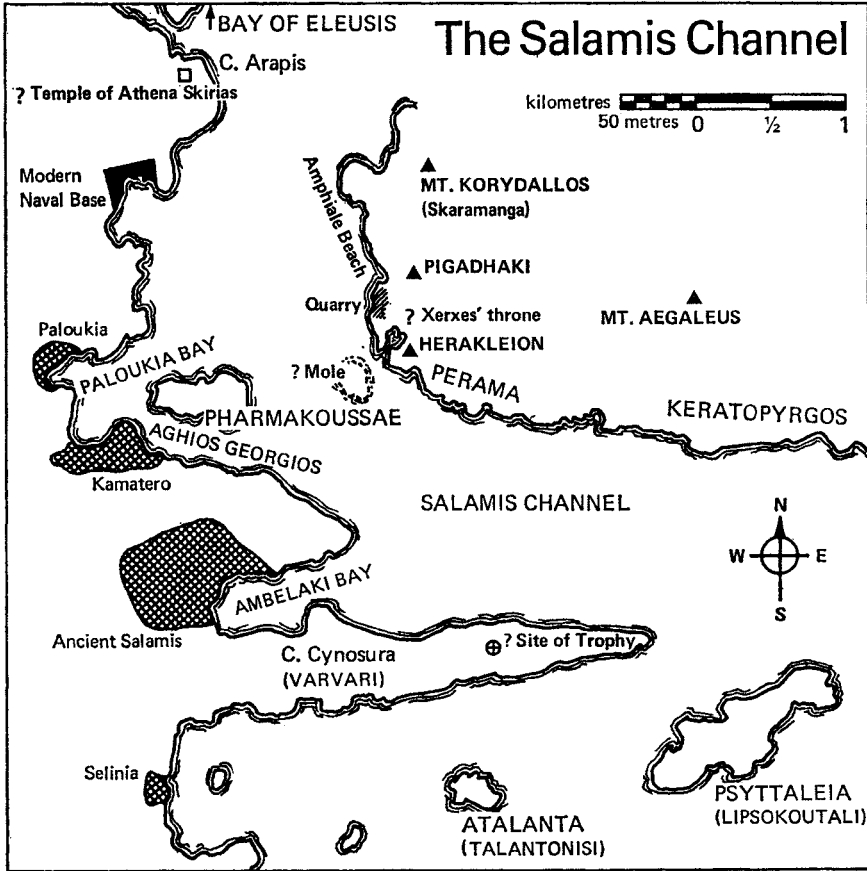 BAY OF ELEUSIS
The Salamis Channel
C. Arapis
? Temple of Athena Skirias
kilometres
50 metres 0 ½ 1
Modern
Naval Base
Amphiale Beach
MT. KORYDALLOS
(Skaramanga)
PIGADHAKI
Quarry
? Xerxes' throne
MT. AEGALEUS
Paloukia
HERAKLEION
PALOUKIA BAY
? Mole
PERAMA
PHARMAKOUSSAE
KERATOPYRGOS
AGHIOS GEORGIOS
Kamatero
SALAMIS CHANNEL
N
W E
S
AMBELAKI BAY
Ancient Salamis
? Site of Trophy
C. Cynosura
(VARVARI)
Selinia
PSYTTALEIA
(LIPSOKOUTALI)
ATALANTA
(TALANTONISI)